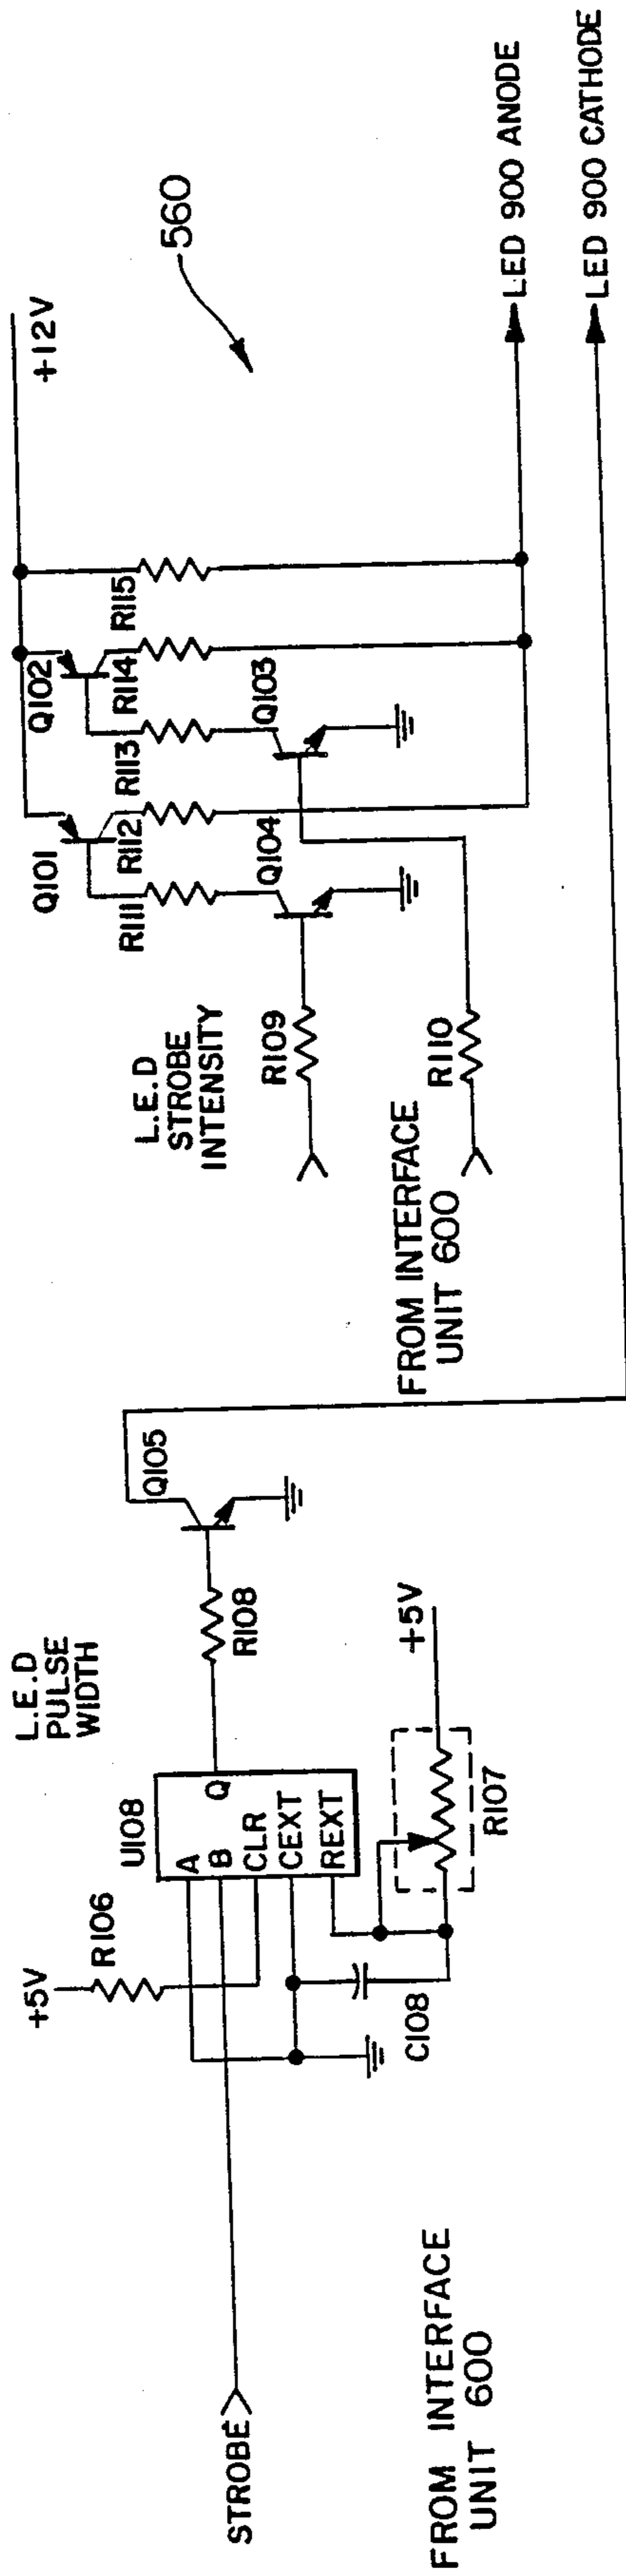 +12V
560
Q102
Q101
R115
R114
R113
R112
R111
Q103
Q104
LED 900 ANODE
LED 900 CATHODE
L.E.D
STROBE
INTENSITY
R109
R110
FROM INTERFACE
UNIT 600
L.E.D
PULSE
WIDTH
Q105
R108
U108
A
B
CLR
CEXT
REXT
Q
+5V
R106
+5V
R107
C108
STROBE
FROM INTERFACE
UNIT 600